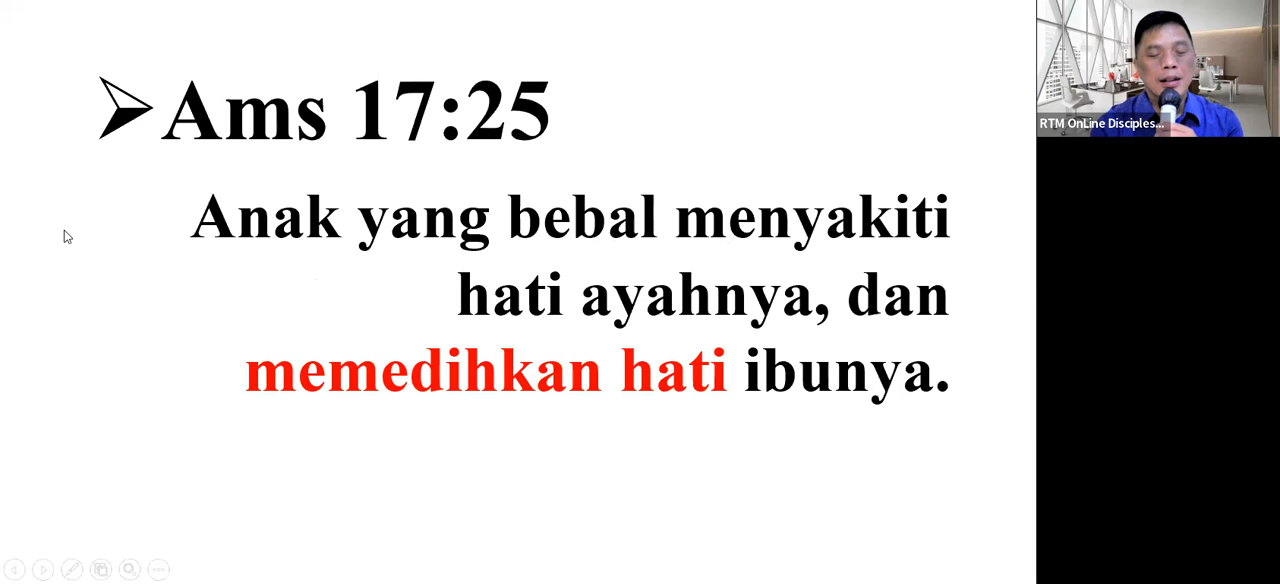 Ams 17:25
Anak yang bebal menyakiti
hati ayahnya, dan
memedihkan hati ibunya.
RTM OnLine Disciples...